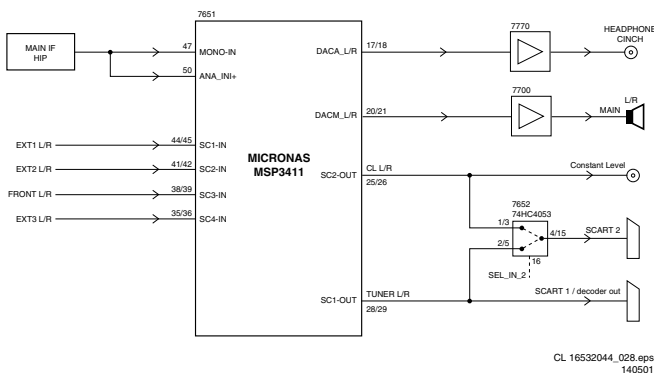 7651
MAIN IF
HIP
47
MONO-IN
50
ANA_INI+
EXT1 L/R
44/45
SC1-IN
EXT2 L/R
41/42
SC2-IN
FRONT L/R
38/39
SC3-IN
EXT3 L/R
35/36
SC4-IN
MICRONAS
MSP3411
DACA_L/R
17/18
7770
HEADPHONE
CINCH
DACM_L/R
20/21
7700
MAIN
L/R
SC2-OUT
CL L/R
25/26
Constant Level
7652
74HC4053
1/3
2/5
4/15
SCART 2
16
SEL_IN_2
SC1-OUT
TUNER L/R
28/29
SCART 1 / decoder out
CL 16532044_028.eps
140501